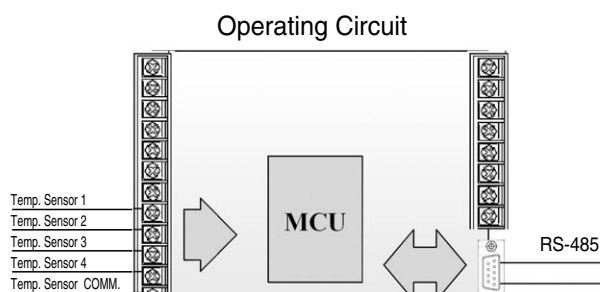 Operating Circuit
Temp. Sensor 1
Temp. Sensor 2
Temp. Sensor 3
Temp. Sensor 4
Temp. Sensor COMM.
MCU
RS-485